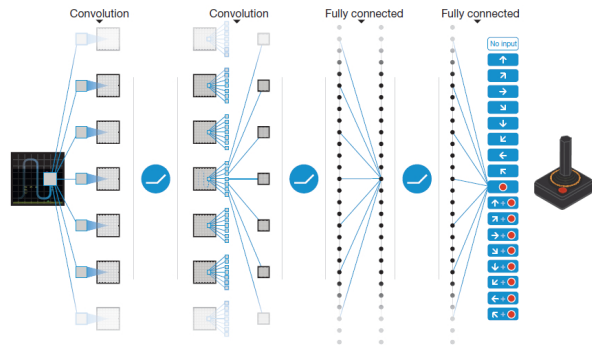 Convolution
Convolution
Fully connected
Fully connected
No input
+
+
+
+
+
+
+
+